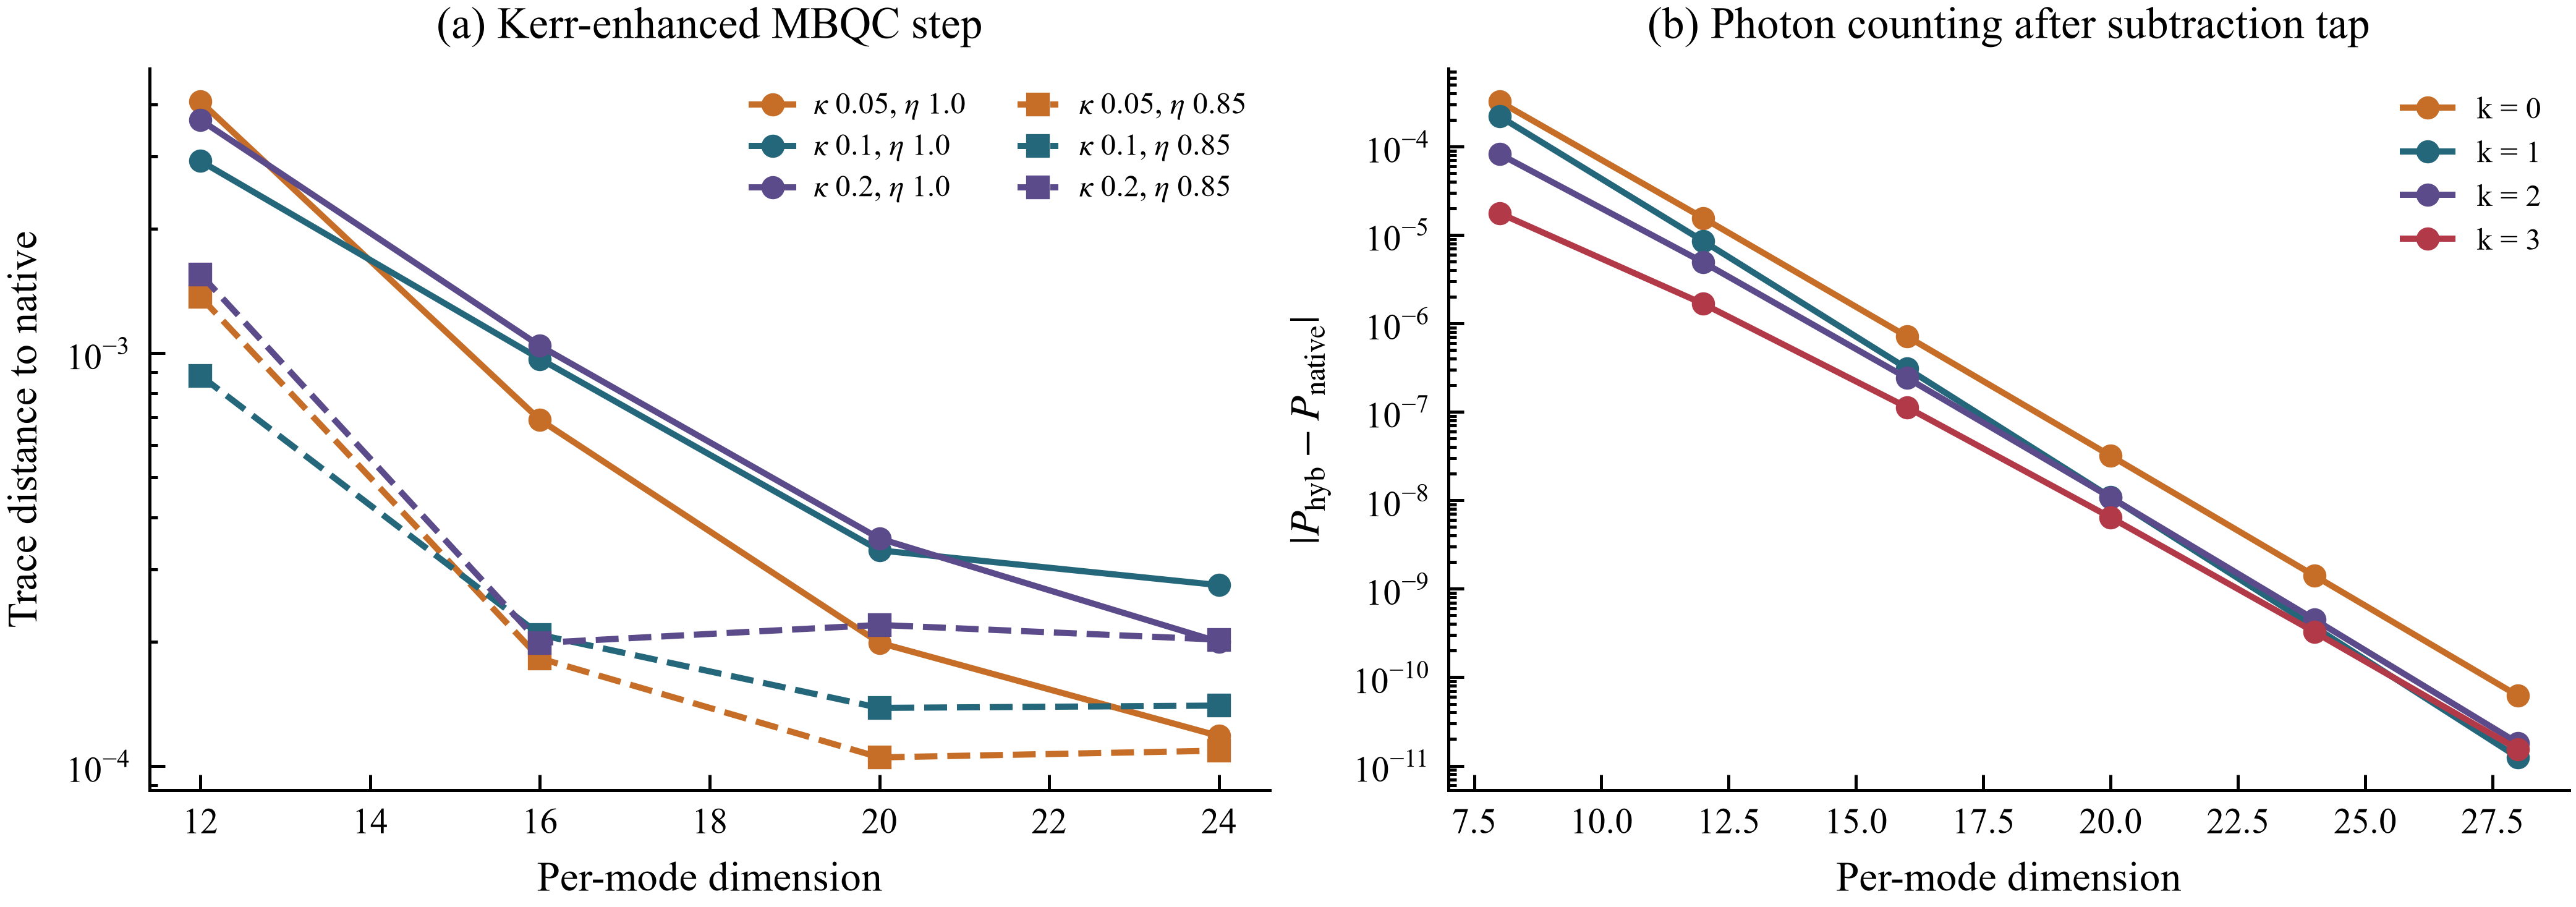 (a) Kerr-enhanced MBQC step
Trace distance to native
10⁻³
10⁻⁴
κ 0.05, η 1.0
κ 0.1, η 1.0
κ 0.2, η 1.0
κ 0.05, η 0.85
κ 0.1, η 0.85
κ 0.2, η 0.85
12 14 16 18 20 22 24
Per-mode dimension
(b) Photon counting after subtraction tap
|P_hyb − P_native|
10⁻⁴
10⁻⁵
10⁻⁶
10⁻⁷
10⁻⁸
10⁻⁹
10⁻¹⁰
10⁻¹¹
k = 0
k = 1
k = 2
k = 3
7.5 10.0 12.5 15.0 17.5 20.0 22.5 25.0 27.5
Per-mode dimension